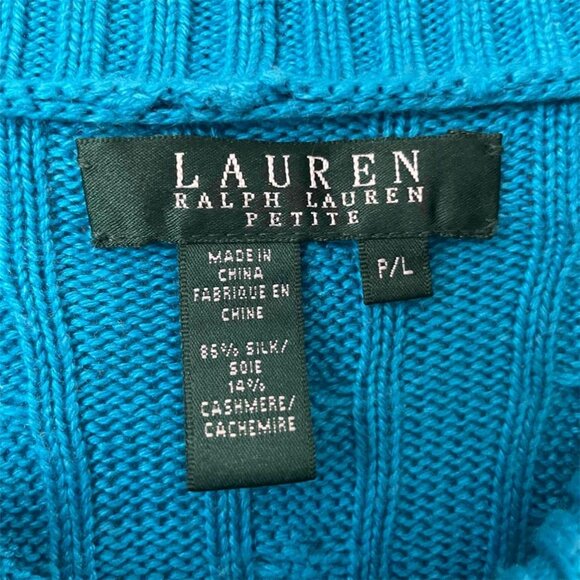 LAUREN
RALPH LAUREN
PETITE
P/L
MADE IN
CHINA
FABRIQUE EN
CHINE
86% SILK/
SOIE
14%
CASHMERE/
CACHEMIRE